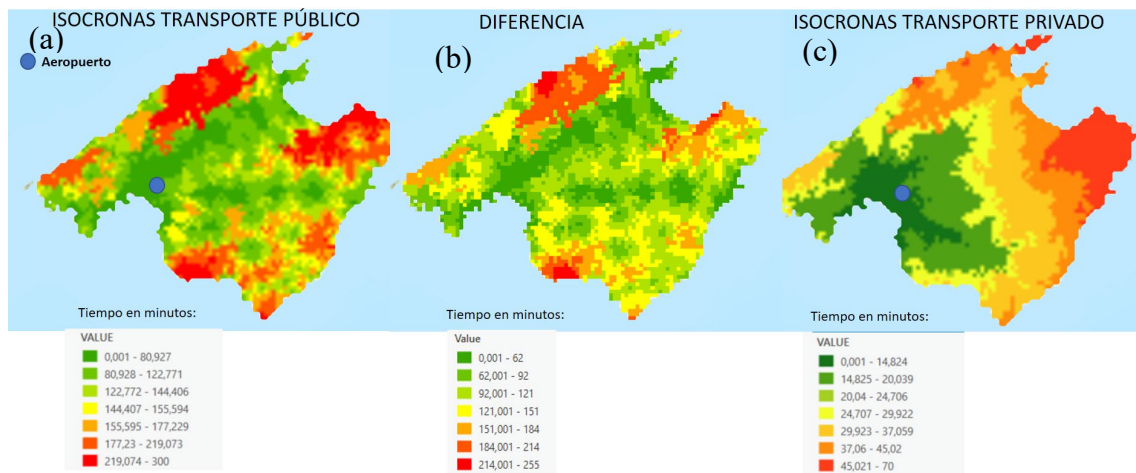 ISOCRONAS TRANSPORTE PÚBLICO
(a)
Aeropuerto
Tiempo en minutos:
VALUE
0,001 - 80,927
80,928 - 122,771
122,772 - 144,406
144,407 - 155,594
155,595 - 177,229
177,23 - 219,073
219,074 - 300
DIFERENCIA
(b)
Tiempo en minutos:
Value
0,001 - 62
62,001 - 92
92,001 - 121
121,001 - 151
151,001 - 184
184,001 - 214
214,001 - 255
ISOCRONAS TRANSPORTE PRIVADO
(c)
Tiempo en minutos:
VALUE
0,001 - 14,824
14,825 - 20,039
20,04 - 24,706
24,707 - 29,922
29,923 - 37,059
37,06 - 45,02
45,021 - 70